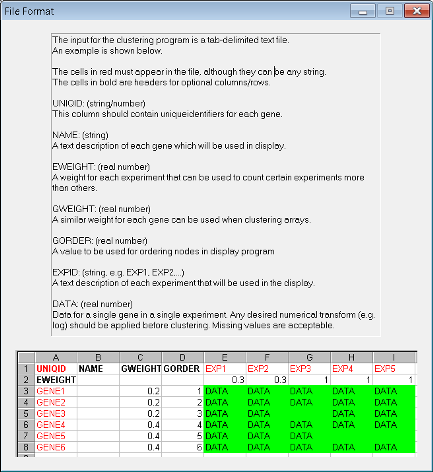 File Format
The input for the clustering program is a tab-delimited text file.
An example is shown below.
The cells in red must appear in the file, although they can be any string.
The cells in bold are headers for optional columns/rows.
UNIQID: (string/number)
This column should contain uniqueidentifiers for each gene.
NAME: (string)
A text description of each gene which will be used in display.
EWEIGHT: (real number)
A weight for each experiment that can be used to count certain experiments more
than others.
GWEIGHT: (real number)
A similar weight for each gene can be used when clustering arrays.
GORDER: (real number)
A value to be used for ordering nodes in display program
EXPID: (string, e.g. EXP1, EXP2,...)
A text description of each experiment that will be used in the display.
DATA: (real number)
Data for a single gene in a single experiment. Any desired numerical transform (e.g.
log) should be applied before clustering. Missing values are acceptable.
A B C D E F G H I
1 UNIQID NAME GWEIGHT GORDER EXP1 EXP2 EXP3 EXP4 EXP5
2 EWEIGHT 0.3 0.3 1 1 1
3 GENE1 0.2 1 DATA DATA DATA DATA DATA
4 GENE2 0.2 2 DATA DATA DATA DATA DATA
5 GENE3 0.2 3 DATA DATA DATA DATA
6 GENE4 0.4 4 DATA DATA DATA DATA DATA
7 GENE5 0.4 5 DATA DATA DATA
8 GENE6 0.4 6 DATA DATA DATA DATA DATA